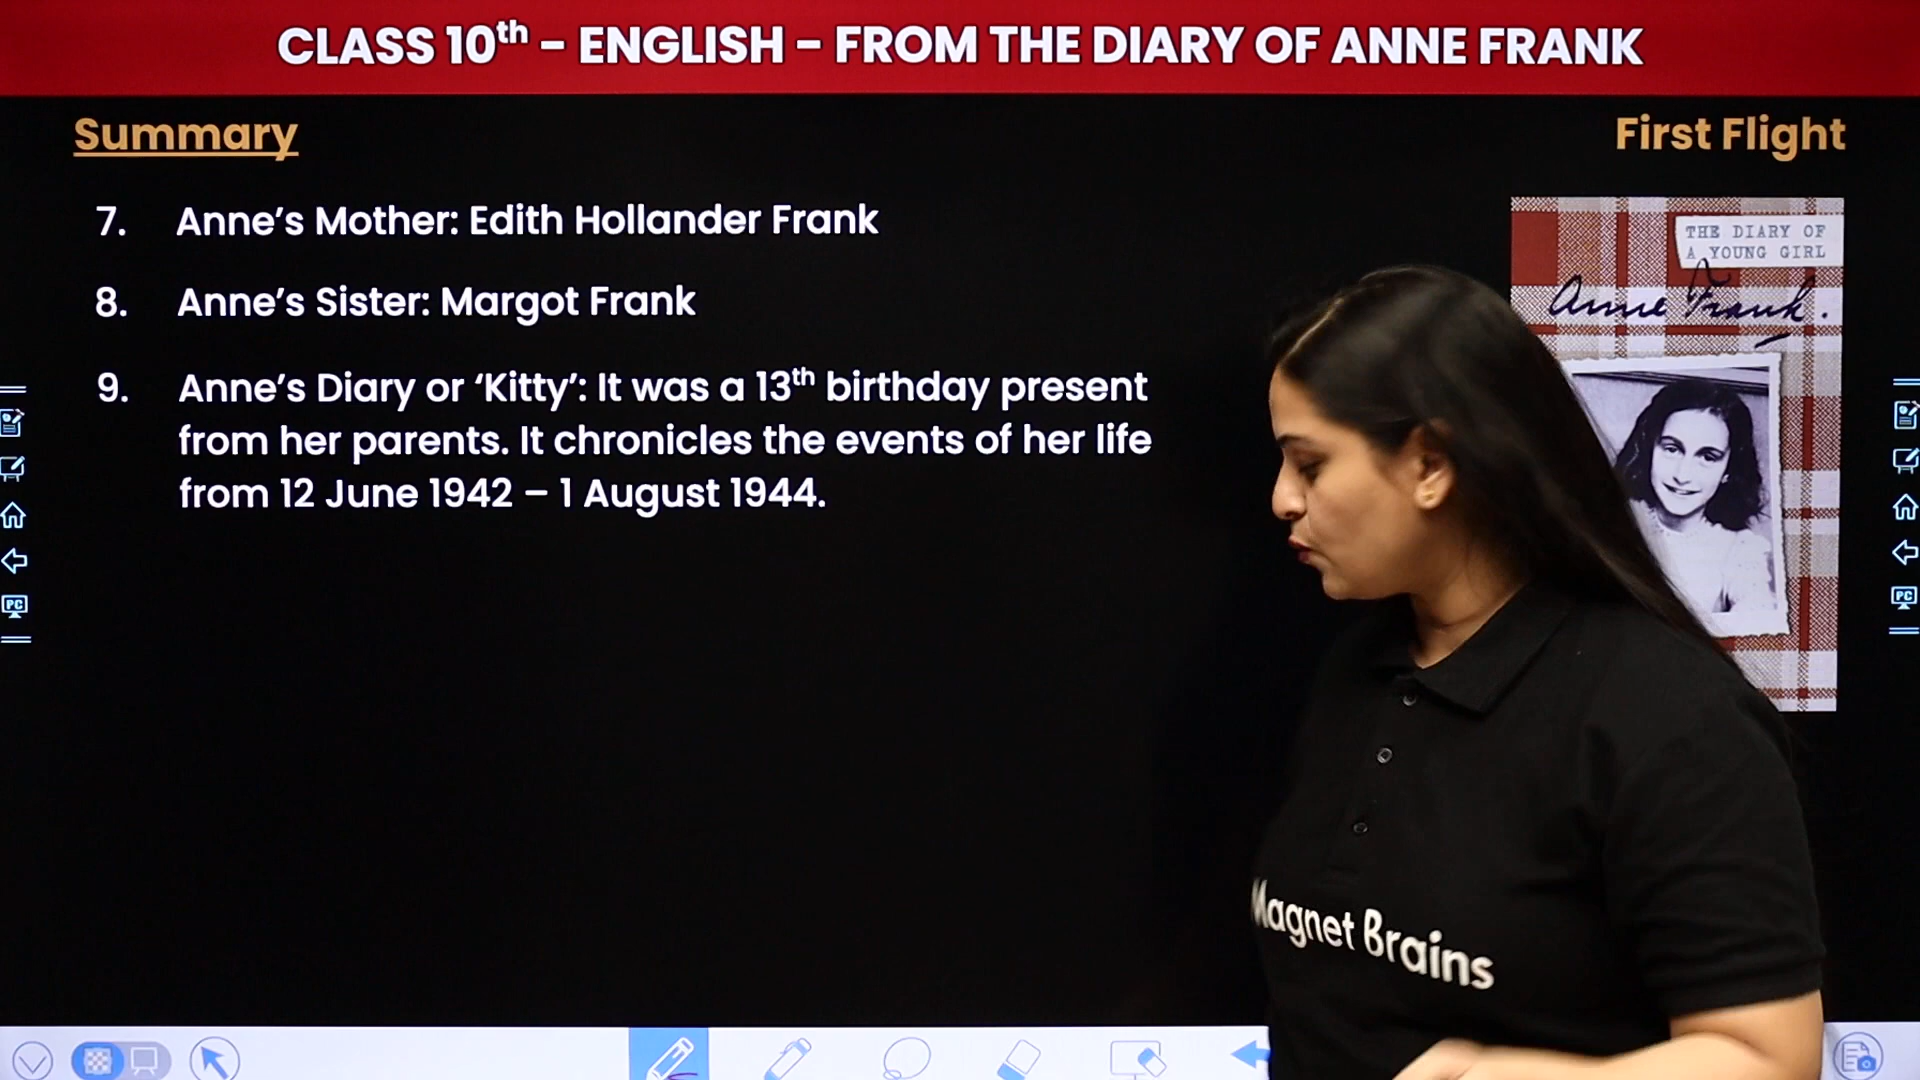 CLASS 10th - ENGLISH - FROM THE DIARY OF ANNE FRANK
Summary
First Flight
7. Anne's Mother: Edith Hollander Frank
8. Anne's Sister: Margot Frank
9. Anne's Diary or 'Kitty': It was a 13th birthday present
from her parents. It chronicles the events of her life
from 12 June 1942 – 1 August 1944.
THE DIARY OF
A YOUNG GIRL
Anne Frank.
PC
PC
Magnet Brains